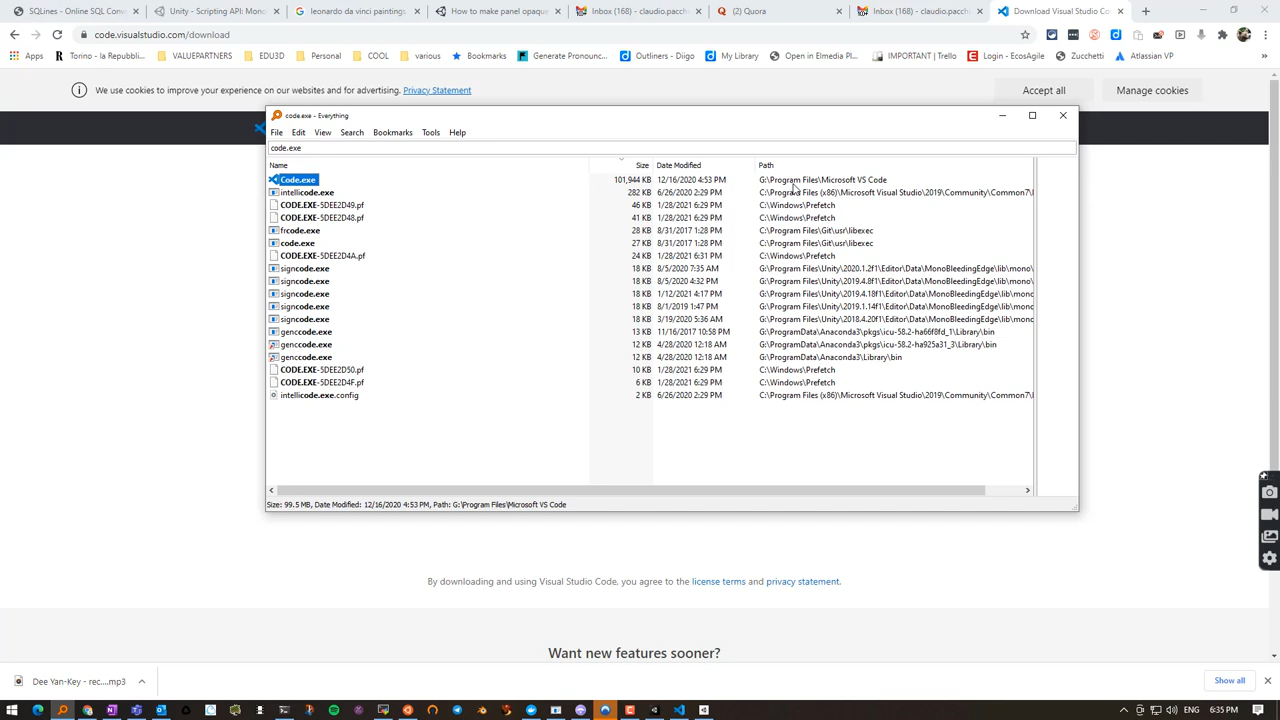 SQLines - Online SQL Conv
Unity - Scripting API: Mono
leonardo da vinci paintings
How to make panel opaque
Inbox (168) - claudio.pacch
(2) Quora
Inbox (168) - claudio.pacch
Download Visual Studio Co
code.visualstudio.com/download
Apps
Torino - la Repubbli...
VALUEPARTNERS
EDU3D
Personal
COOL
various
Bookmarks
Generate Pronounc...
Outliners - Diigo
My Library
Open in Elmedia Pl...
IMPORTANT | Trello
Login - EcosAgile
Zucchetti
Atlassian VP
We use cookies to improve your experience on our websites and for advertising. Privacy Statement
Accept all
Manage cookies
code.exe - Everything
File Edit View Search Bookmarks Tools Help
code.exe
Name Size Date Modified Path
Code.exe 101,944 KB 12/16/2020 4:53 PM G:\Program Files\Microsoft VS Code
intellicode.exe 282 KB 6/26/2020 2:29 PM C:\Program Files (x86)\Microsoft Visual Studio\2019\Community\Common7\
CODE.EXE-5DEE2D49.pf 46 KB 1/28/2021 6:29 PM C:\Windows\Prefetch
CODE.EXE-5DEE2D48.pf 41 KB 1/28/2021 6:29 PM C:\Windows\Prefetch
frcode.exe 28 KB 8/31/2017 1:28 PM C:\Program Files\Git\usr\libexec
code.exe 27 KB 8/31/2017 1:28 PM C:\Program Files\Git\usr\libexec
CODE.EXE-5DEE2D4A.pf 24 KB 1/28/2021 6:31 PM C:\Windows\Prefetch
signcode.exe 18 KB 8/5/2020 7:35 AM G:\Program Files\Unity\2020.1.2f1\Editor\Data\MonoBleedingEdge\lib\mono\
signcode.exe 18 KB 8/5/2020 4:32 PM G:\Program Files\Unity\2019.4.8f1\Editor\Data\MonoBleedingEdge\lib\mono\
signcode.exe 18 KB 1/12/2021 4:17 PM G:\Program Files\Unity\2019.4.18f1\Editor\Data\MonoBleedingEdge\lib\mon
signcode.exe 18 KB 8/1/2019 1:47 PM G:\Program Files\Unity\2019.1.14f1\Editor\Data\MonoBleedingEdge\lib\mon
signcode.exe 18 KB 3/19/2020 5:36 AM G:\Program Files\Unity\2018.4.20f1\Editor\Data\MonoBleedingEdge\lib\mon
genccode.exe 13 KB 11/16/2017 10:58 PM G:\ProgramData\Anaconda3\pkgs\icu-58.2-ha66f8fd_1\Library\bin
genccode.exe 12 KB 4/28/2020 12:18 AM G:\ProgramData\Anaconda3\pkgs\icu-58.2-ha925a31_3\Library\bin
genccode.exe 12 KB 4/28/2020 12:18 AM G:\ProgramData\Anaconda3\Library\bin
CODE.EXE-5DEE2D50.pf 10 KB 1/28/2021 6:29 PM C:\Windows\Prefetch
CODE.EXE-5DEE2D4F.pf 6 KB 1/28/2021 6:29 PM C:\Windows\Prefetch
intellicode.exe.config 2 KB 6/26/2020 2:29 PM C:\Program Files (x86)\Microsoft Visual Studio\2019\Community\Common7\
Size: 99.5 MB, Date Modified: 12/16/2020 4:53 PM, Path: G:\Program Files\Microsoft VS Code
By downloading and using Visual Studio Code, you agree to the license terms and privacy statement.
Want new features sooner?
Dee Yan-Key - rec....mp3
Show all
ENG 6:35 PM